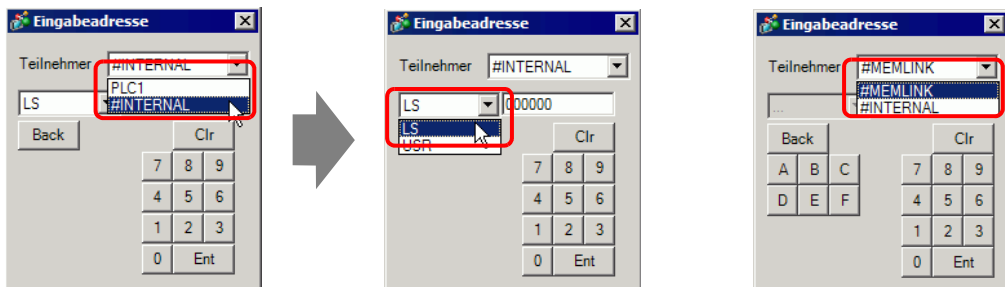 Eingabeadresse
Teilnehmer #INTERNAL
PLC1
LS #INTERNAL
Back Clr
7 8 9
4 5 6
1 2 3
0 Ent
Eingabeadresse
Teilnehmer #INTERNAL
LS 000000
LS
USR
Clr
7 8 9
4 5 6
1 2 3
0 Ent
Eingabeadresse
Teilnehmer #MEMLINK
#MEMLINK
... #INTERNAL
Back Clr
A B C 7 8 9
D E F 4 5 6
1 2 3
0 Ent